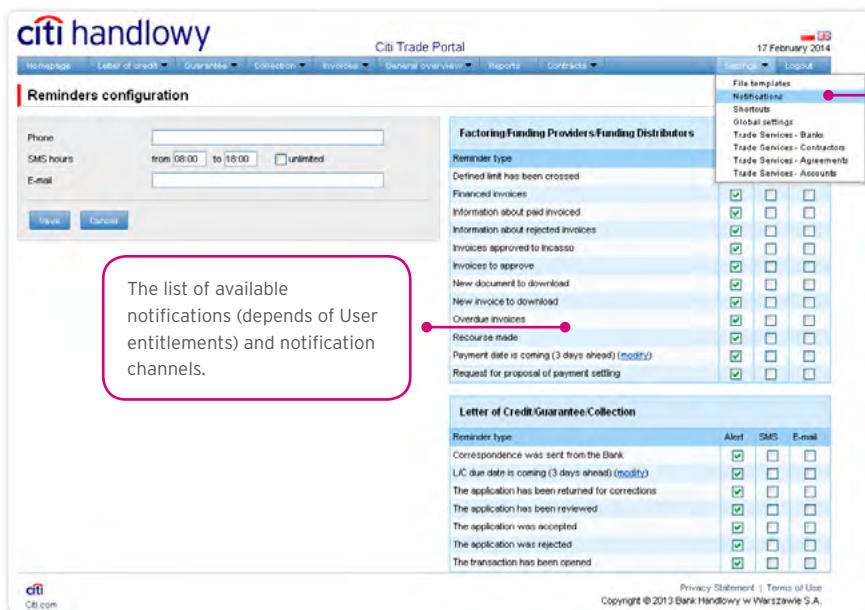 citi handlowy
Citi Trade Portal
17 February 2014
Homepage Letter of credit Guarantee Collection Invoices General overview Reports Contracts Settings Logout
File templates
Notifications
Shortcuts
Global settings
Trade Services - Banks
Trade Services - Contractors
Trade Services - Agreements
Trade Services - Accounts
Reminders configuration
Phone
SMS hours from 08:00 to 18:00 unlimited
E-mail
Save Cancel
The list of available
notifications (depends of User
entitlements) and notification
channels.
Factoring/Funding Providers/Funding Distributors
Reminder type
Defined limit has been crossed
Financed invoices
Information about paid invoiced
Information about rejected invoices
Invoices approved to Incasso
Invoices to approve
New document to download
New invoice to download
Overdue invoices
Recourse made
Payment date is coming (3 days ahead) (modify)
Request for proposal of payment setting
Letter of Credit/Guarantee/Collection
Reminder type Alert SMS E-mail
Correspondence was sent from the Bank
L/C due date is coming (3 days ahead) (modify)
The application has been returned for corrections
The application has been reviewed
The application was accepted
The application was rejected
The transaction has been opened
citi
Citi.com
Privacy Statement | Terms of Use
Copyright © 2013 Bank Handlowy w Warszawie S.A.